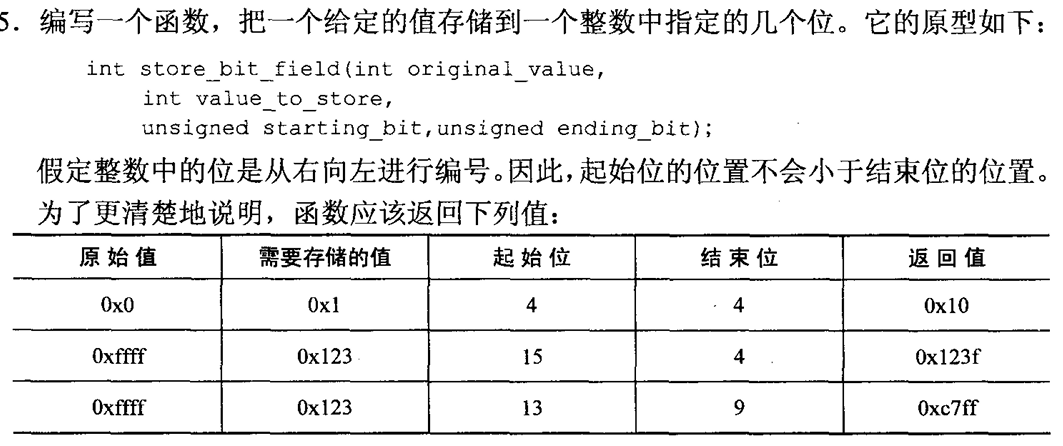 5. 编写一个函数，把一个给定的值存储到一个整数中指定的几个位。它的原型如下：
int store_bit_field(int original_value,
int value_to_store,
unsigned starting_bit,unsigned ending_bit);
假定整数中的位是从右向左进行编号。因此，起始位的位置不会小于结束位的位置。
为了更清楚地说明，函数应该返回下列值：
原始值 需要存储的值 起始位 结束位 返回值
0x0 0x1 4 4 0x10
0xffff 0x123 15 4 0x123f
0xffff 0x123 13 9 0xc7ff